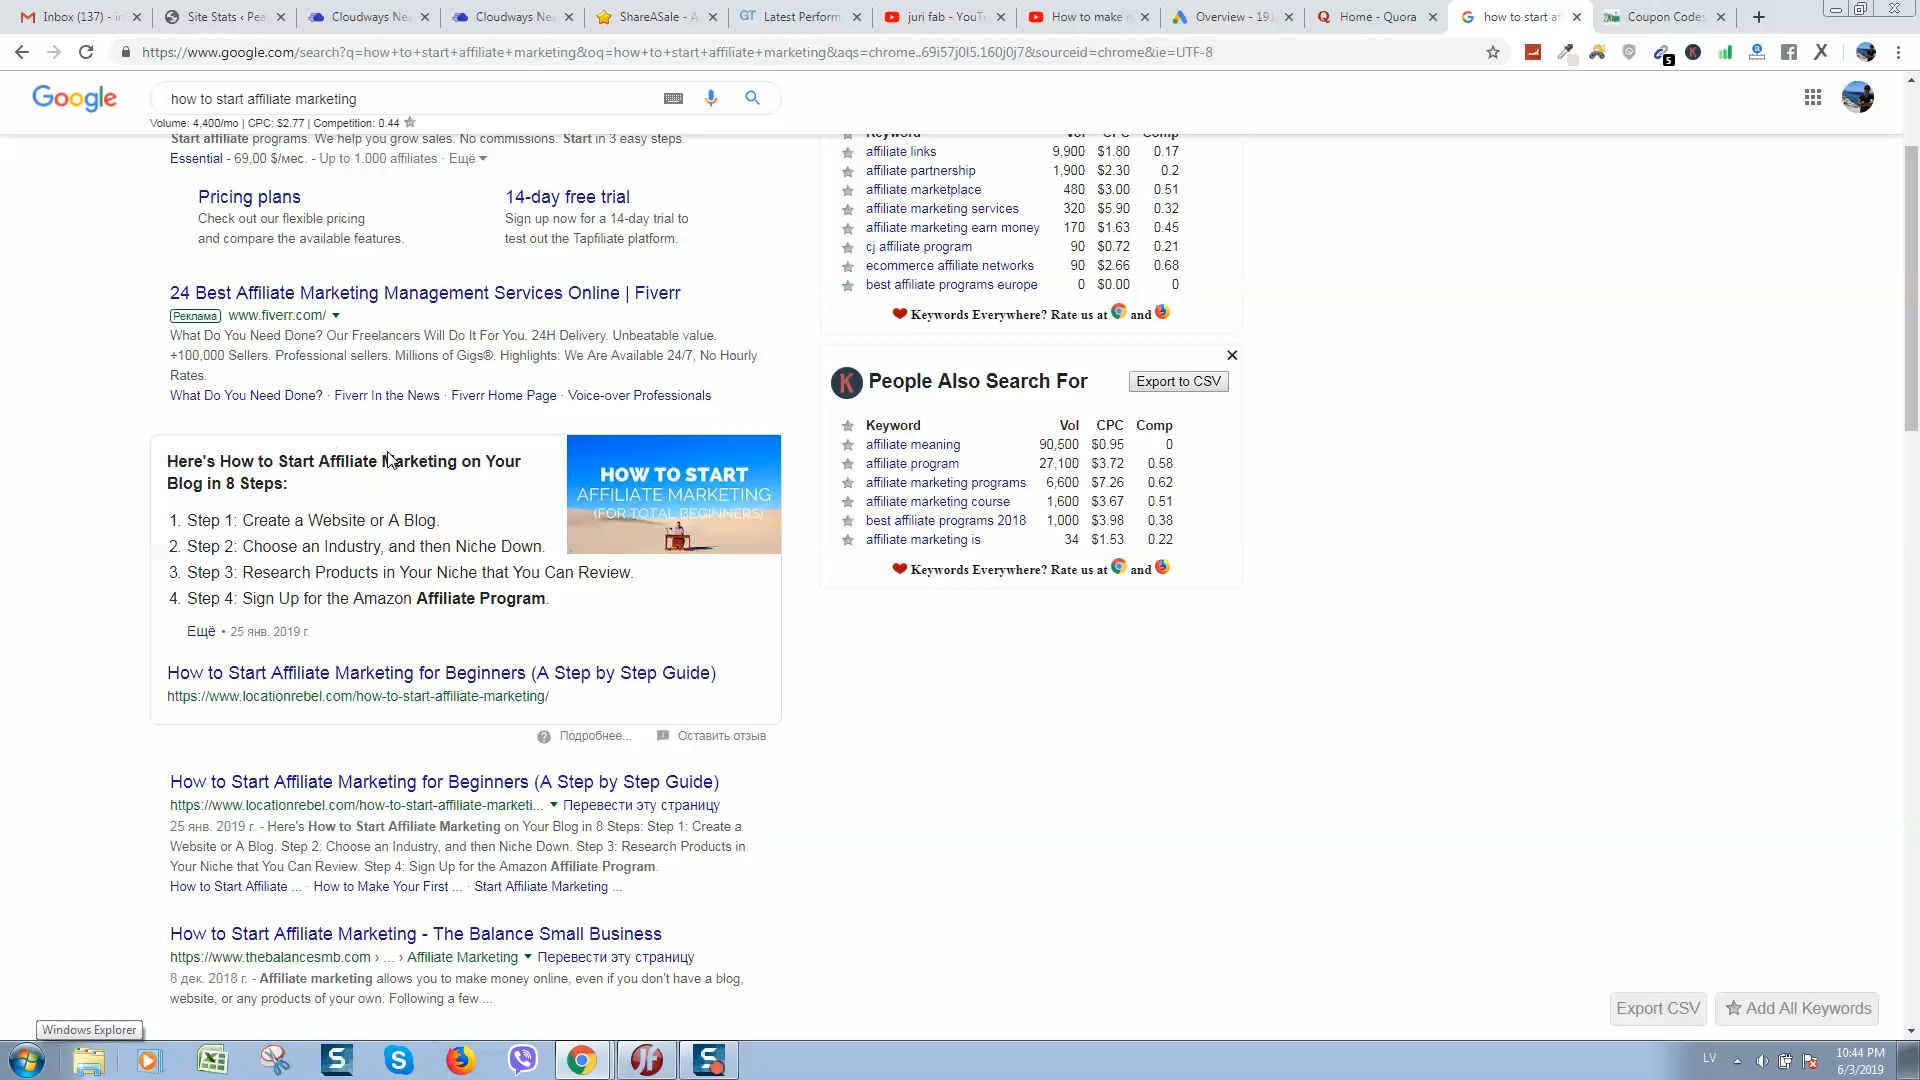 Inbox (137) - in
Site Stats ‹ Pea
Cloudways Ne
Cloudways Ne
ShareASale - A
GT Latest Perform
juri fab - YouTu
How to make m
Overview - 191
Home - Quora
how to start aff
Coupon Codes
https://www.google.com/search?q=how+to+start+affiliate+marketing&oq=how+to+start+affiliate+marketing&aqs=chrome..69i57j0l5.160j0j7&sourceid=chrome&ie=UTF-8
5
Google
how to start affiliate marketing
Volume: 4,400/mo | CPC: $2.77 | Competition: 0.44
Start affiliate programs. We help you grow sales. No commissions. Start in 3 easy steps.
Essential - 69,00 $/мес. - Up to 1.000 affiliates · Ещё
Pricing plans
Check out our flexible pricing
and compare the available features.
14-day free trial
Sign up now for a 14-day trial to
test out the Tapfiliate platform.
24 Best Affiliate Marketing Management Services Online | Fiverr
Реклама www.fiverr.com/
What Do You Need Done? Our Freelancers Will Do It For You. 24H Delivery. Unbeatable value.
+100,000 Sellers. Professional sellers. Millions of Gigs®. Highlights: We Are Available 24/7, No Hourly
Rates.
What Do You Need Done? · Fiverr In the News · Fiverr Home Page · Voice-over Professionals
Here's How to Start Affiliate Marketing on Your
Blog in 8 Steps:
1. Step 1: Create a Website or A Blog.
2. Step 2: Choose an Industry, and then Niche Down.
3. Step 3: Research Products in Your Niche that You Can Review.
4. Step 4: Sign Up for the Amazon Affiliate Program.
Ещё • 25 янв. 2019 г.
HOW TO START
AFFILIATE MARKETING
(FOR TOTAL BEGINNERS)
How to Start Affiliate Marketing for Beginners (A Step by Step Guide)
https://www.locationrebel.com/how-to-start-affiliate-marketing/
Подробнее... Оставить отзыв
How to Start Affiliate Marketing for Beginners (A Step by Step Guide)
https://www.locationrebel.com/how-to-start-affiliate-marketi... Перевести эту страницу
25 янв. 2019 г. - Here's How to Start Affiliate Marketing on Your Blog in 8 Steps: Step 1: Create a
Website or A Blog. Step 2: Choose an Industry, and then Niche Down. Step 3: Research Products in
Your Niche that You Can Review. Step 4: Sign Up for the Amazon Affiliate Program.
How to Start Affiliate ... · How to Make Your First ... · Start Affiliate Marketing ...
How to Start Affiliate Marketing - The Balance Small Business
https://www.thebalancesmb.com › ... › Affiliate Marketing Перевести эту страницу
8 дек. 2018 г. - Affiliate marketing allows you to make money online, even if you don't have a blog,
website, or any products of your own. Following a few ...
Keyword Vol CPC Comp
affiliate links 9,900 $1.80 0.17
affiliate partnership 1,900 $2.30 0.2
affiliate marketplace 480 $3.00 0.51
affiliate marketing services 320 $5.90 0.32
affiliate marketing earn money 170 $1.63 0.45
cj affiliate program 90 $0.72 0.21
ecommerce affiliate networks 90 $2.66 0.68
best affiliate programs europe 0 $0.00 0
Keywords Everywhere? Rate us at and
K People Also Search For Export to CSV
Keyword Vol CPC Comp
affiliate meaning 90,500 $0.95 0
affiliate program 27,100 $3.72 0.58
affiliate marketing programs 6,600 $7.26 0.62
affiliate marketing course 1,600 $3.67 0.51
best affiliate programs 2018 1,000 $3.98 0.38
affiliate marketing is 34 $1.53 0.22
Keywords Everywhere? Rate us at and
Export CSV Add All Keywords
Windows Explorer
LV
10:44 PM
6/3/2019